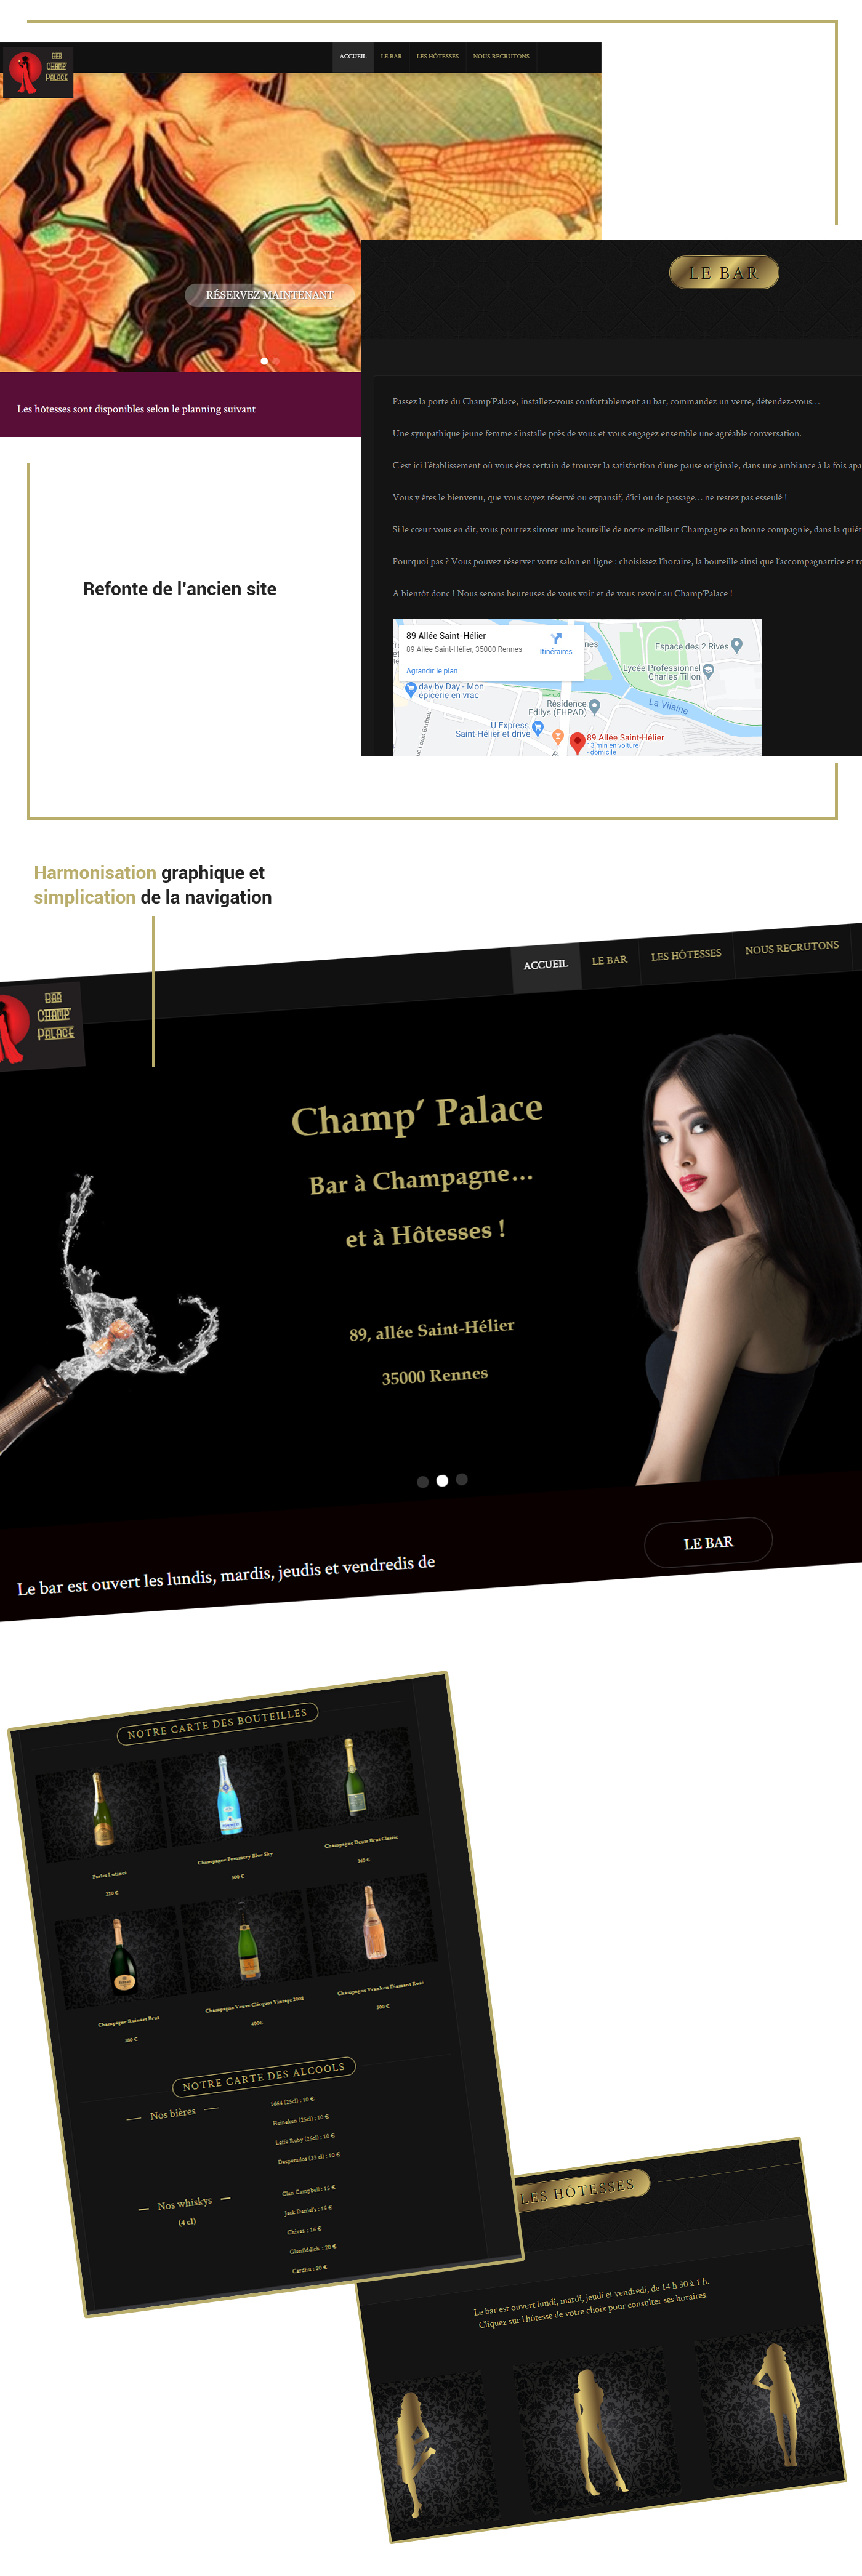 BAR
CHAMP
PALACE
ACCUEIL
LE BAR
LES HÔTESSES
NOUS RECRUTONS
RÉSERVEZ MAINTENANT
Les hôtesses sont disponibles selon le planning suivant
LE BAR
Passez la porte du Champ'Palace, installez-vous confortablement au bar, commandez un verre, détendez-vous…
Une sympathique jeune femme s'installe près de vous et vous engagez ensemble une agréable conversation.
C'est ici l'établissement où vous êtes certain de trouver la satisfaction d'une pause originale, dans une ambiance à la fois apa
Vous y êtes le bienvenu, que vous soyez réservé ou expansif, d'ici ou de passage… ne restez pas esseulé !
Si le cœur vous en dit, vous pourrez siroter une bouteille de notre meilleur Champagne en bonne compagnie, dans la quiét
Pourquoi pas ? Vous pouvez réserver votre salon en ligne : choisissez l'horaire, la bouteille ainsi que l'accompagnatrice et to
A bientôt donc ! Nous serons heureuses de vous voir et de vous revoir au Champ'Palace !
89 Allée Saint-Hélier
89 Allée Saint-Hélier, 35000 Rennes
Itinéraires
Agrandir le plan
nes
Espace des 2 Rives
Lycée Professionnel
Charles Tillon
day by Day - Mon
épicerie en vrac
Résidence
Edilys (EHPAD)
La Vilaine
U Express,
Saint-Hélier et drive
ue Louis Barthou
89 Allée Saint-Hélier
13 min en voiture
- domicile
Refonte de l'ancien site
Harmonisation graphique et
simplication de la navigation
BAR
CHAMP
PALACE
ACCUEIL
LE BAR
LES HÔTESSES
NOUS RECRUTONS
Champ' Palace
Bar à Champagne…
et à Hôtesses !
89, allée Saint-Hélier
35000 Rennes
Le bar est ouvert les lundis, mardis, jeudis et vendredis de
LE BAR
NOTRE CARTE DES BOUTEILLES
Perles Lutines
220 €
Champagne Pommery Blue Sky
300 €
Champagne Deutz Brut Classic
360 €
Champagne Ruinart Brut
380 €
Champagne Veuve Clicquot Vintage 2008
400€
Champagne Vranken Diamant Rosé
300 €
NOTRE CARTE DES ALCOOLS
Nos bières
1664 (25cl) : 10 €
Heineken (25cl) : 10 €
Leffe Ruby (25cl) : 10 €
Desperados (33 cl) : 10 €
Nos whiskys
(4 cl)
Clan Campbell : 15 €
Jack Daniel's : 15 €
Chivas : 16 €
Glenfiddich : 20 €
Cardhu : 20 €
LES HÔTESSES
Le bar est ouvert lundi, mardi, jeudi et vendredi, de 14 h 30 à 1 h.
Cliquez sur l'hôtesse de votre choix pour consulter ses horaires.